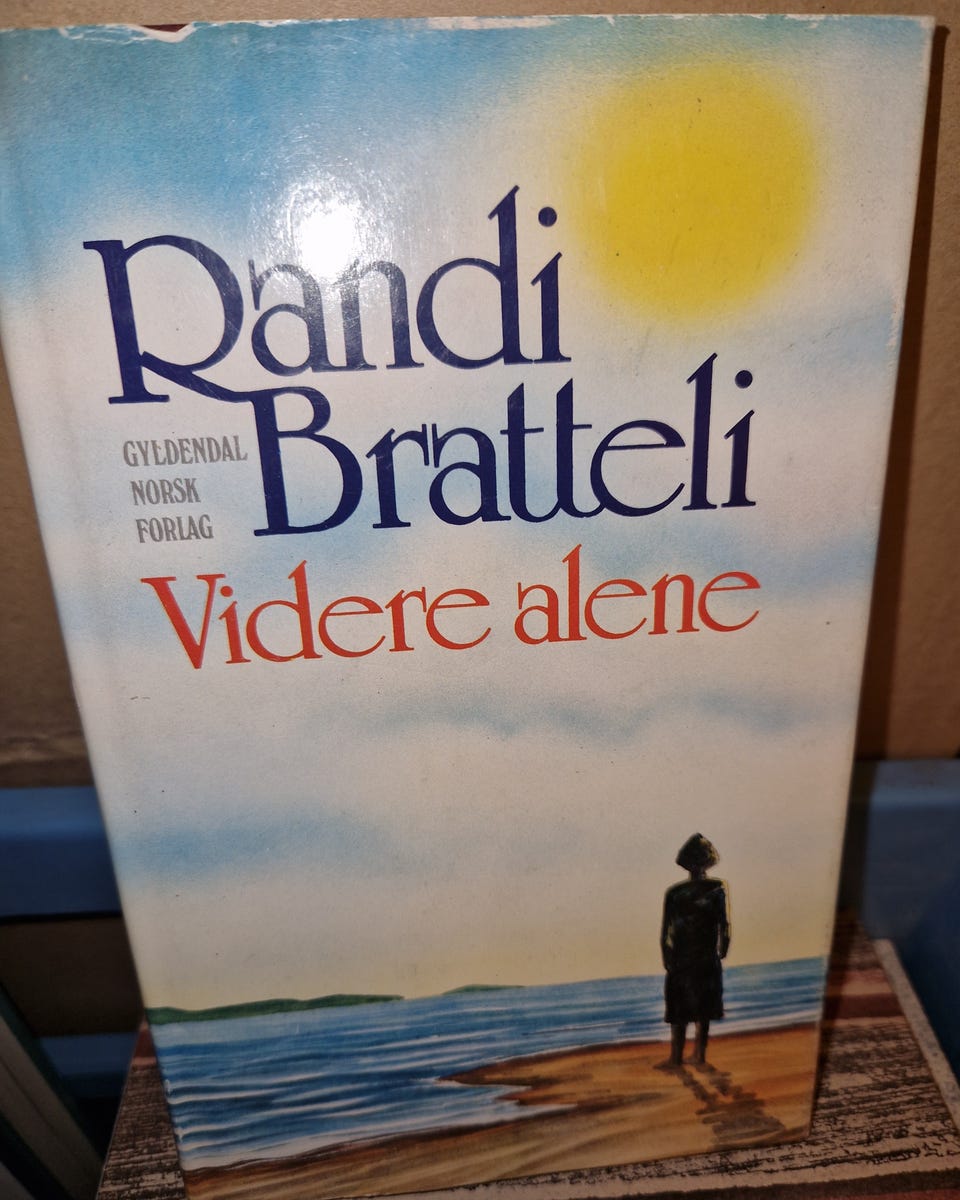 Randi
Bratteli
GYLDENDAL
NORSK
FORLAG
Videre alene